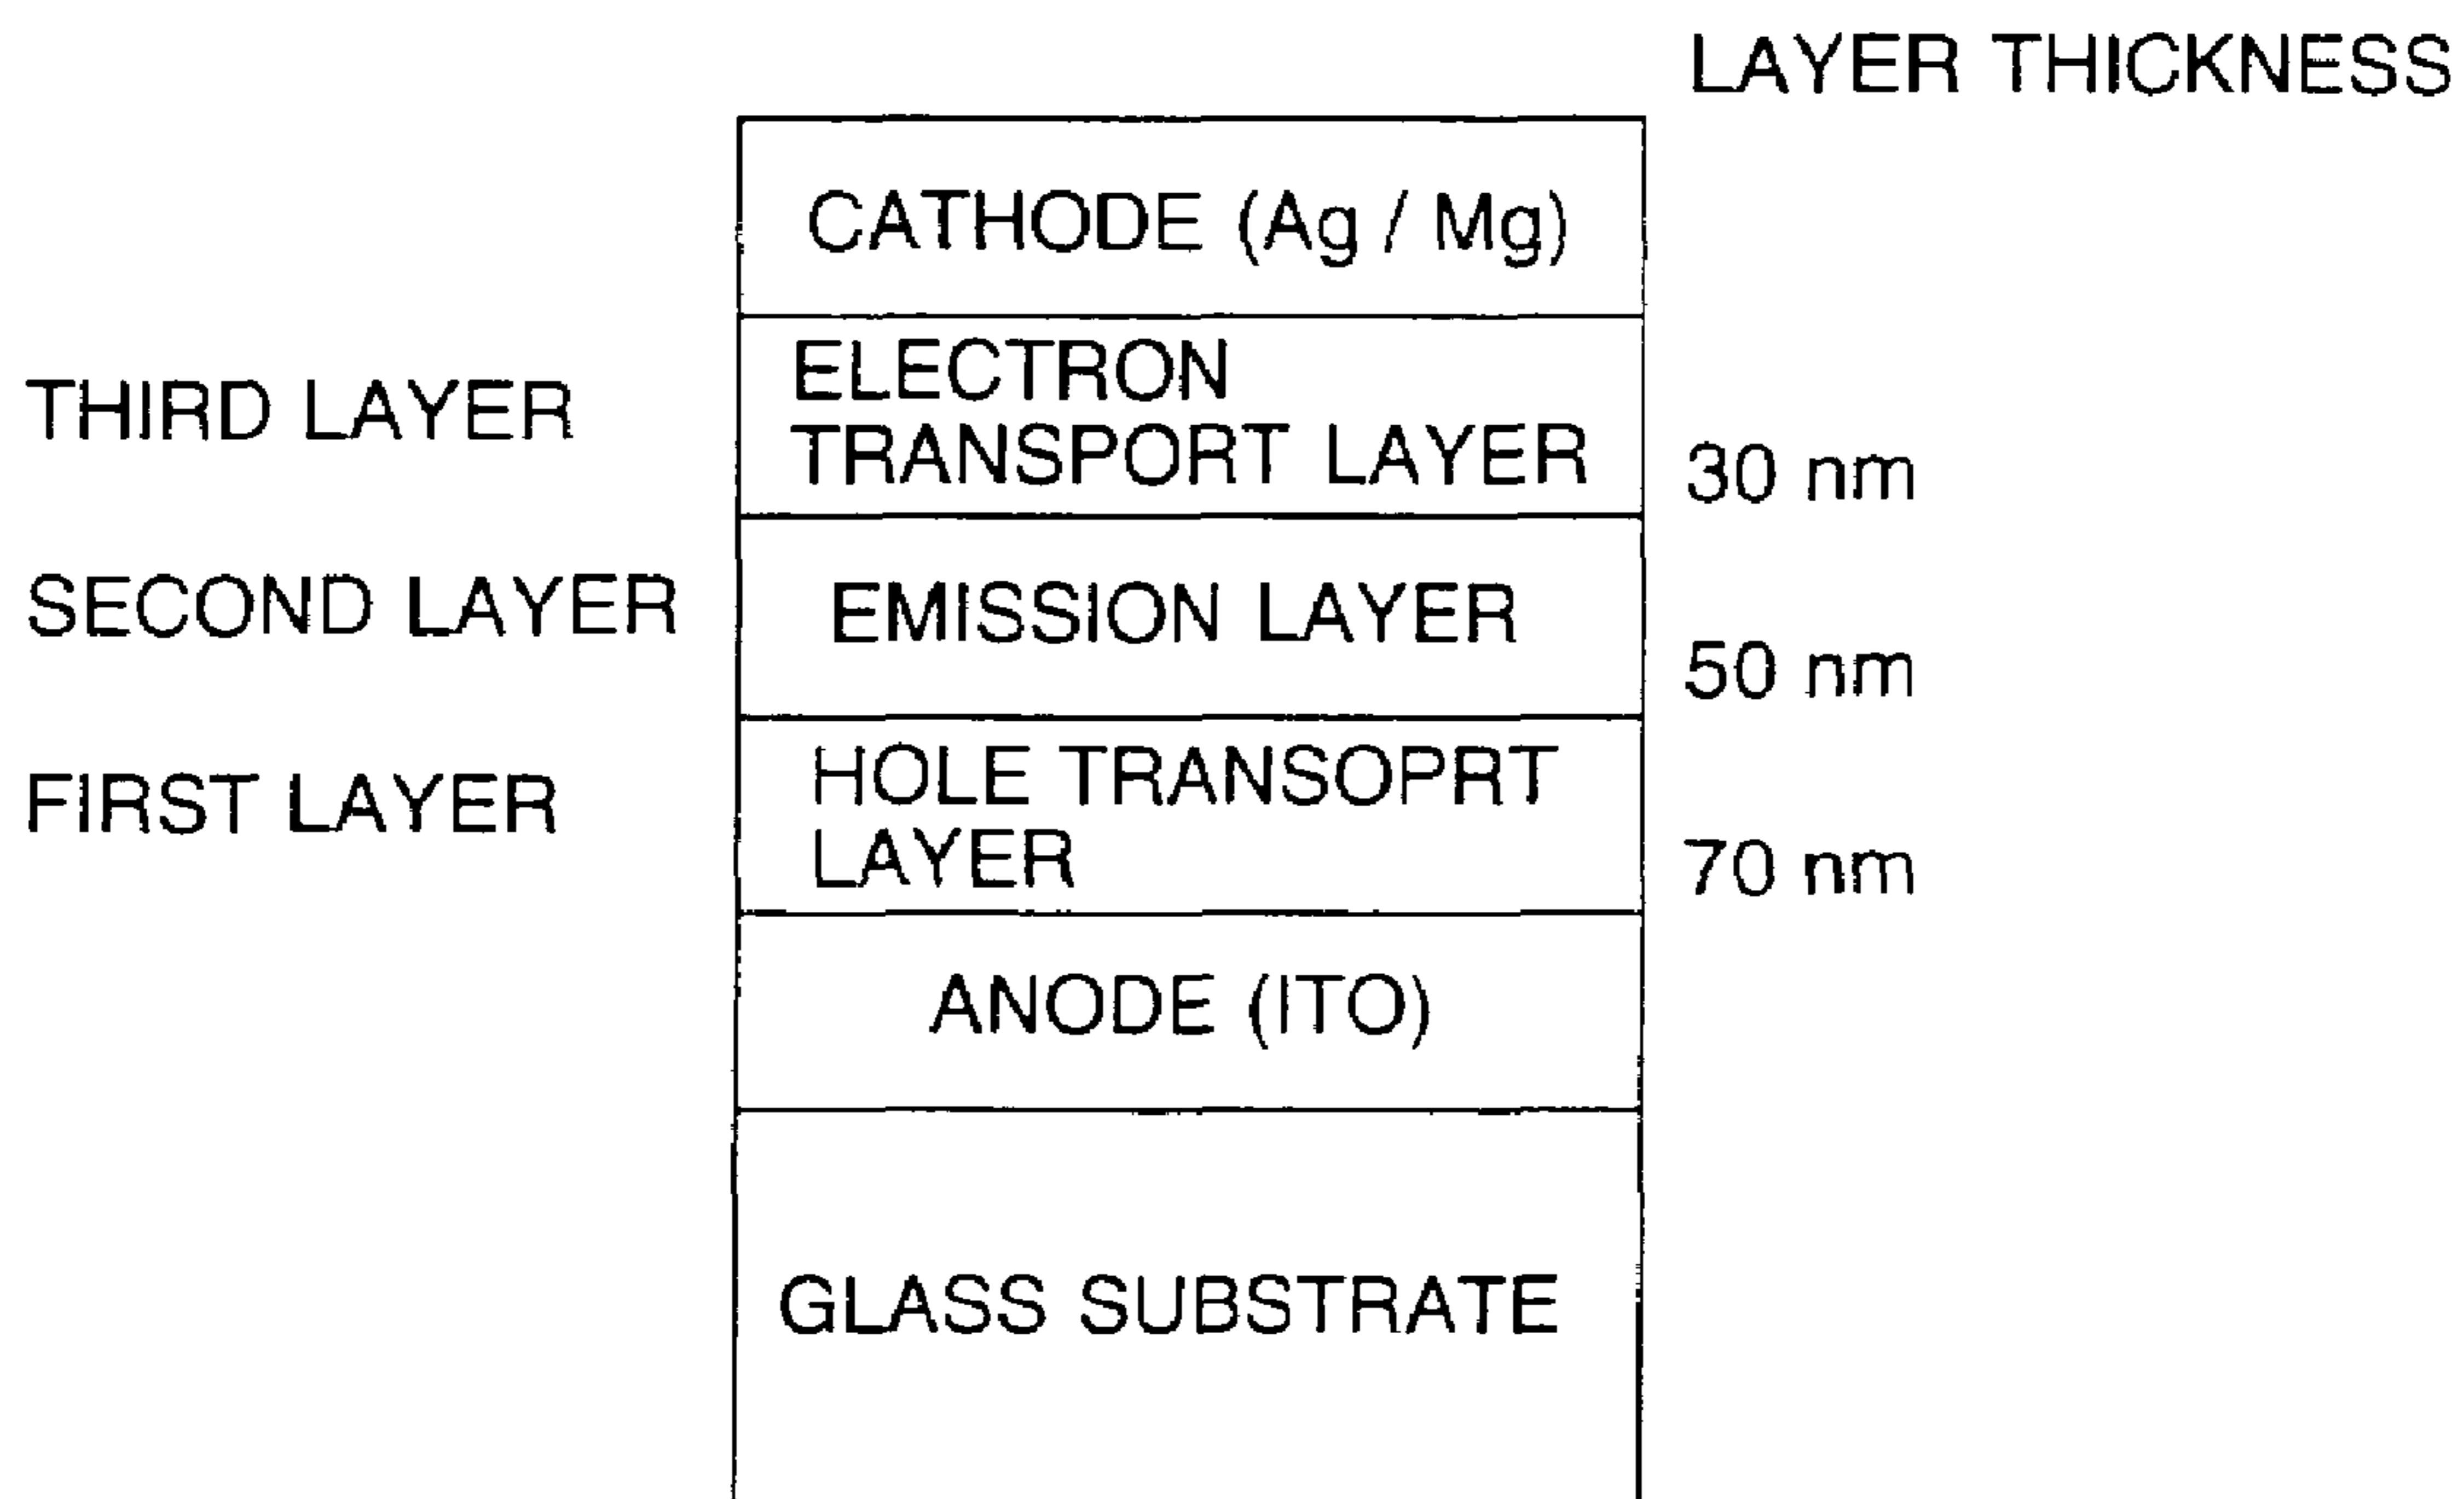 LAYER THICKNESS
CATHODE (Ag / Mg)
THIRD LAYER
ELECTRON
TRANSPORT LAYER
30 nm
SECOND LAYER
EMISSION LAYER
50 nm
FIRST LAYER
HOLE TRANSOPRT
LAYER
70 nm
ANODE (ITO)
GLASS SUBSTRATE